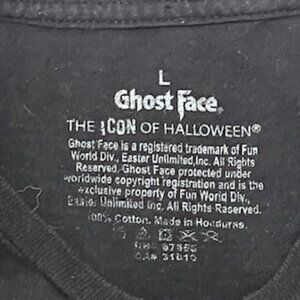 L
Ghost Face
THE ICON OF HALLOWEEN®
Ghost Face is a registered trademark of Fun
World Div., Easter Unlimited,Inc. All Rights
Reserved. Ghost Face protected under
worldwide copyright registration and is the
exclusive property of Fun World Div.,
Easter Unlimited Inc. All Rights Reserved.
100% Cotton. Made in Honduras.